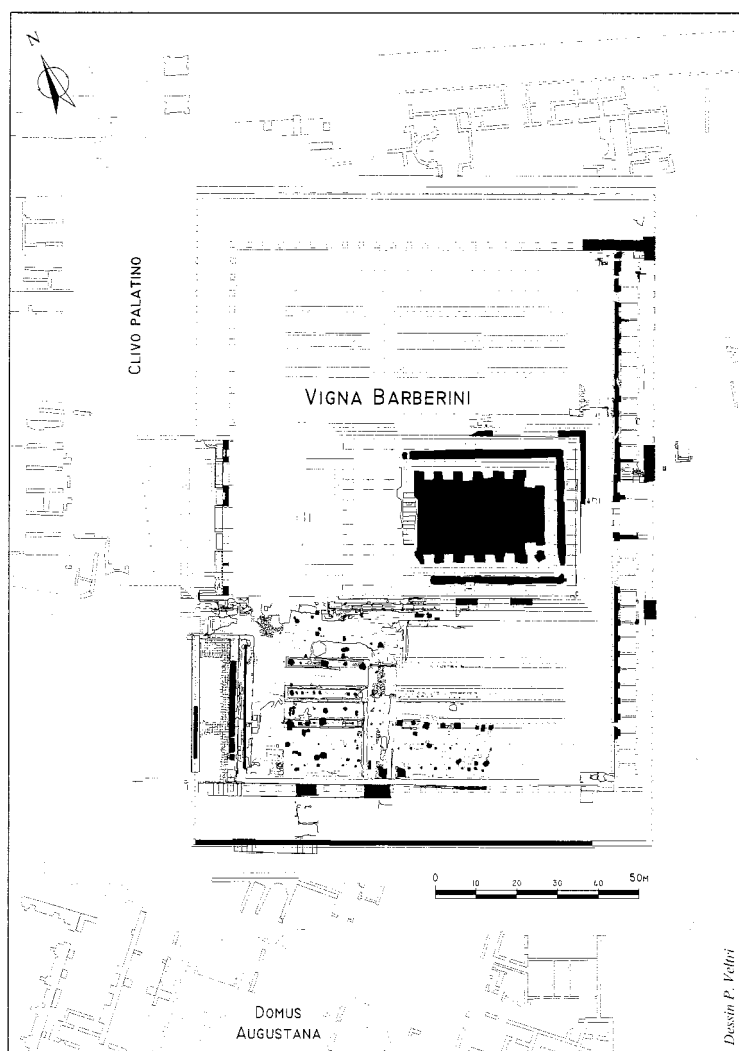 N
CLIVO PALATINO
VIGNA BARBERINI
0 10 20 30 40 50M
DOMUS
AUGUSTANA
Dessin P. Veltri